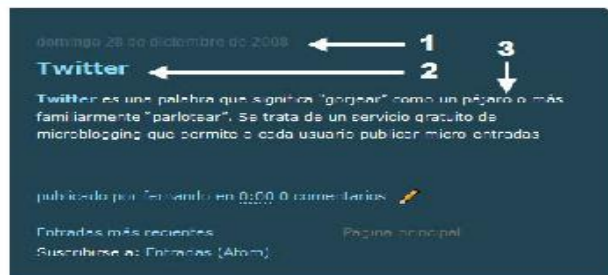 domingo 28 de diciembre de 2008 1
3
Twitter 2
Twitter es una palabra que significa "gorjear" como un pájaro o más
familiarmente "parlotear". Se trata de un servicio gratuito de
microblogging que permite a cada usuario publicar micro-entradas
publicado por fernando en 0:00 0 comentarios
Entradas más recientes Página principal
Suscribirse a: Entradas (Atom)